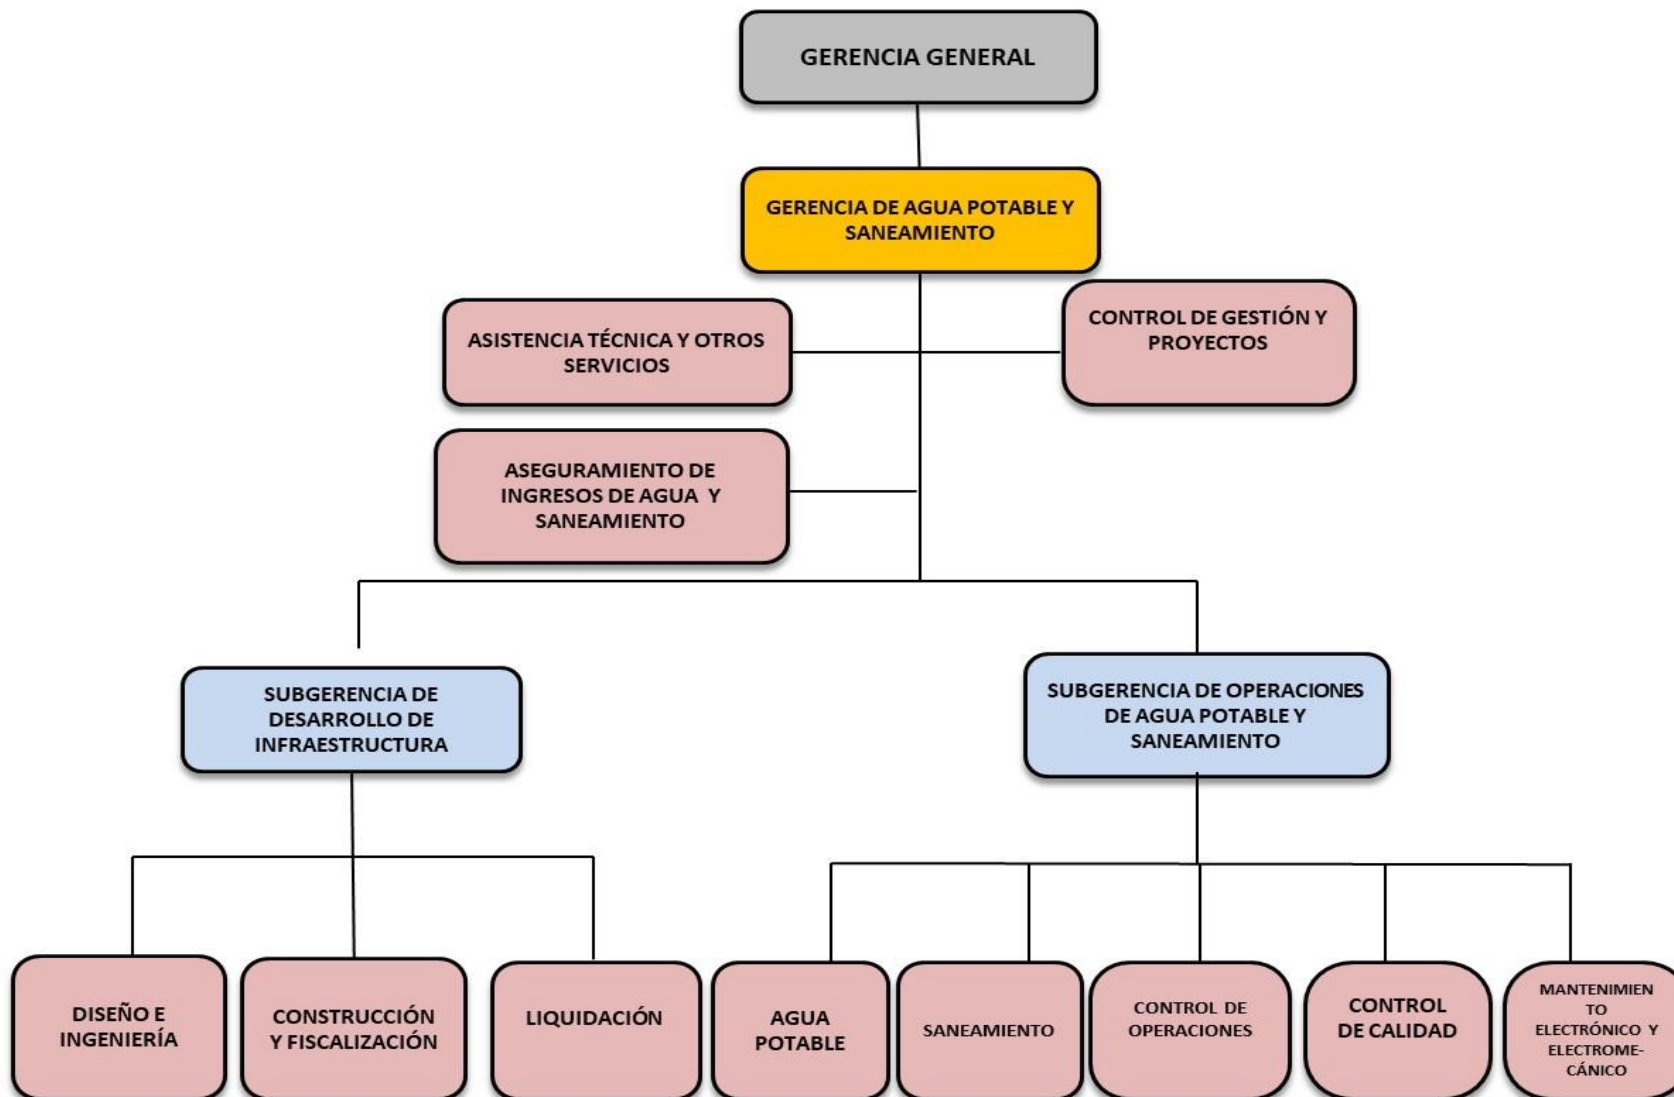 GERENCIA GENERAL
GERENCIA DE AGUA POTABLE Y
SANEAMIENTO
ASISTENCIA TÉCNICA Y OTROS
SERVICIOS
CONTROL DE GESTIÓN Y
PROYECTOS
ASEGURAMIENTO DE
INGRESOS DE AGUA Y
SANEAMIENTO
SUBGERENCIA DE
DESARROLLO DE
INFRAESTRUCTURA
SUBGERENCIA DE OPERACIONES
DE AGUA POTABLE Y
SANEAMIENTO
DISEÑO E
INGENIERÍA
CONSTRUCCIÓN
Y FISCALIZACIÓN
LIQUIDACIÓN
AGUA
POTABLE
SANEAMIENTO
CONTROL DE
OPERACIONES
CONTROL
DE CALIDAD
MANTENIMIEN
TO
ELECTRÓNICO Y
ELECTROME-
CÁNICO